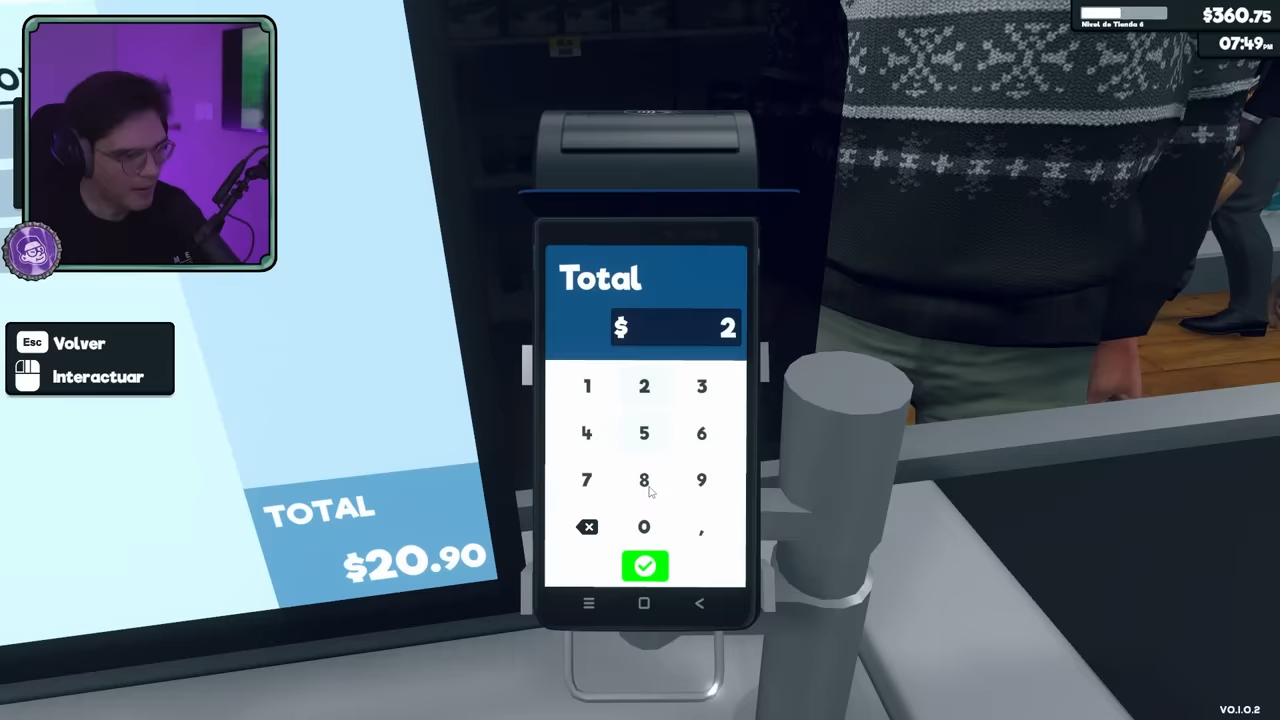 $360.75
Nivel de Tienda 6
07:49PM
Esc Volver
Interactuar
Total
$ 2
1 2 3
4 5 6
7 8 9
0 ,
TOTAL
$20.90
V0.1.0.2